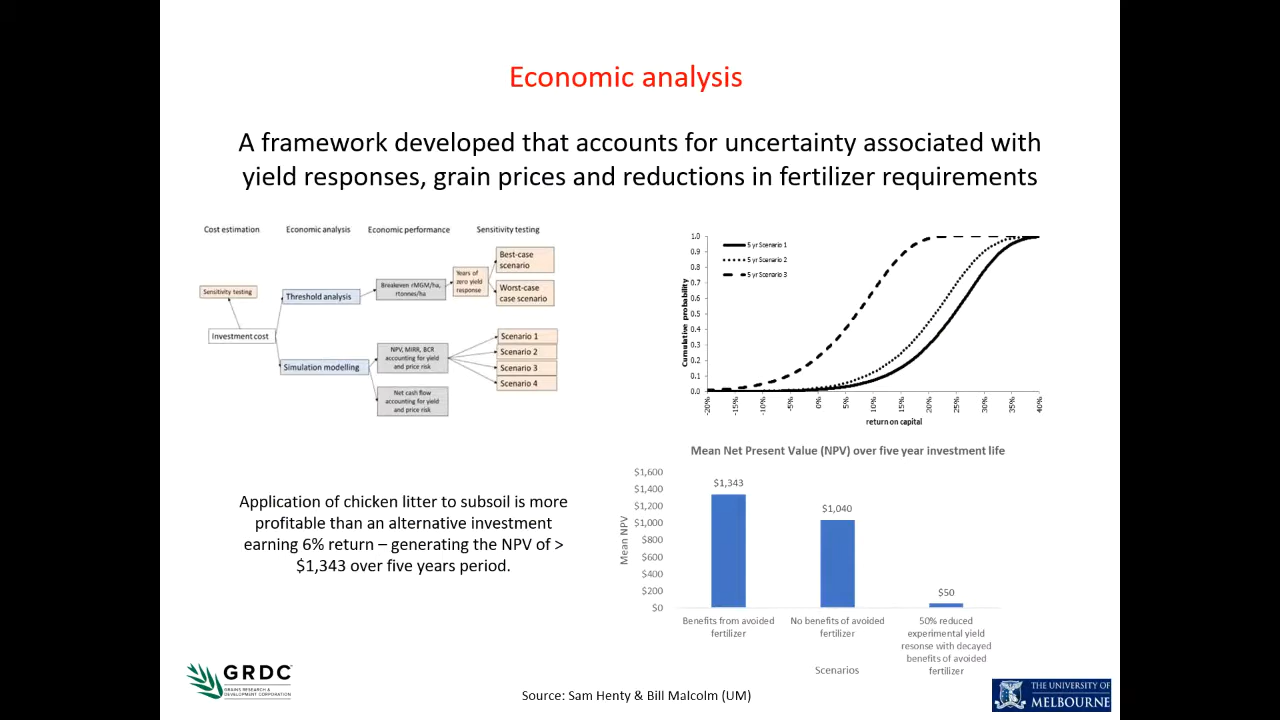 Economic analysis
A framework developed that accounts for uncertainty associated with
yield responses, grain prices and reductions in fertilizer requirements
Cost estimation
Economic analysis
Economic performance
Sensitivity testing
Sensitivity testing
Investment cost
Threshold analysis
Simulation modelling
Breakeven rMGM/ha,
rtonnes/ha
Years of
zero yield
response
Best-case
scenario
Worst-case
case scenario
NPV, MIRR, BCR
accounting for yield
and price risk
Net cash flow
accounting for yield
and price risk
Scenario 1
Scenario 2
Scenario 3
Scenario 4
Cumulative probability
1.0
0.9
0.8
0.7
0.6
0.5
0.4
0.3
0.2
0.1
0.0
5 yr Scenario 1
5 yr Scenario 2
5 yr Scenario 3
-20%
-15%
-10%
-5%
0%
5%
10%
15%
20%
25%
30%
35%
40%
return on capital
Application of chicken litter to subsoil is more
profitable than an alternative investment
earning 6% return – generating the NPV of >
$1,343 over five years period.
Mean Net Present Value (NPV) over five year investment life
Mean NPV
$1,600
$1,400
$1,200
$1,000
$800
$600
$400
$200
$0
$1,343
$1,040
$50
Benefits from avoided
fertilizer
No benefits of avoided
fertilizer
50% reduced
experimental yield
resonse with decayed
benefits of avoided
fertilizer
Scenarios
GRDC
GRAINS RESEARCH &
DEVELOPMENT CORPORATION
Source: Sam Henty & Bill Malcolm (UM)
THE UNIVERSITY OF
MELBOURNE